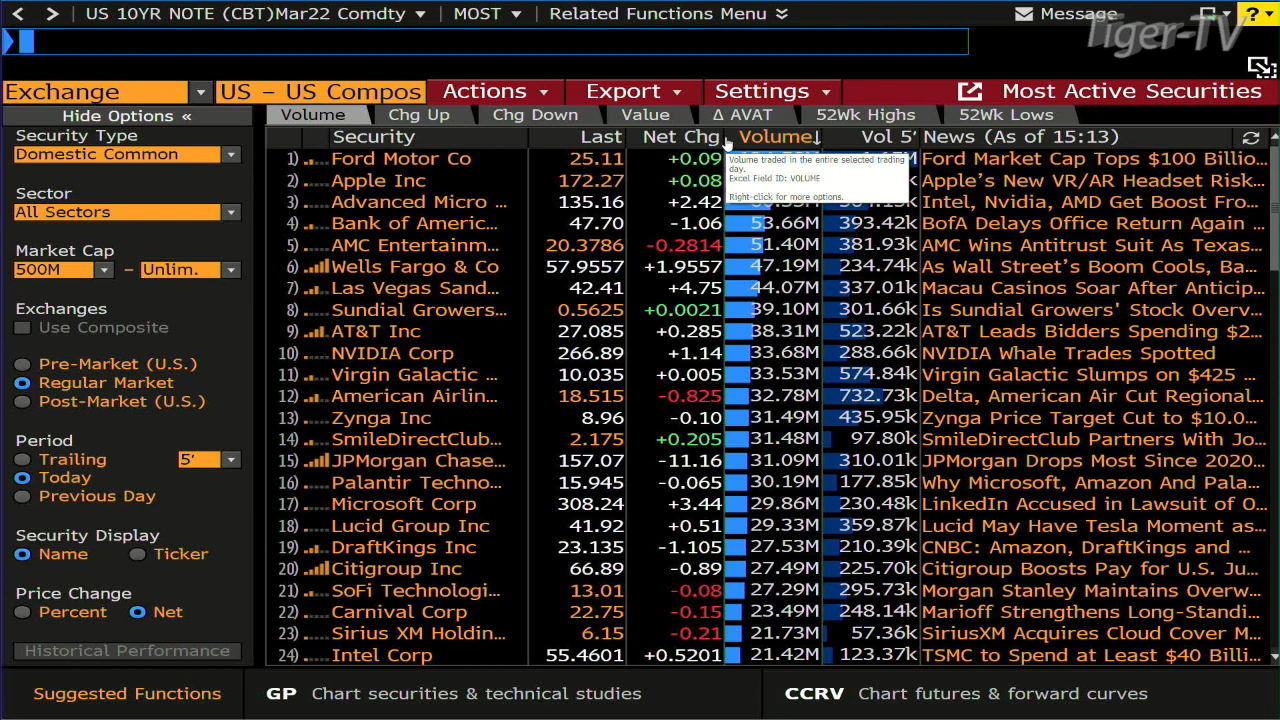 US 10YR NOTE (CBT)Mar22 Comdty MOST Related Functions Menu Message ?
Tiger-TV
Exchange US - US Compos Actions Export Settings Most Active Securities
Hide Options «
Volume Chg Up Chg Down Value Δ AVAT 52Wk Highs 52Wk Lows
Security Last Net Chg Volume↓ Vol 5' News (As of 15:13)
Volume traded in the entire selected trading
day.
Excel Field ID: VOLUME
Right-click for more options.
1) Ford Motor Co 25.11 +0.09 Ford Market Cap Tops $100 Billio...
2) Apple Inc 172.27 +0.08 Apple's New VR/AR Headset Risk...
3) Advanced Micro ... 135.16 +2.42 Intel, Nvidia, AMD Get Boost Fro...
4) Bank of Americ... 47.70 -1.06 53.66M 393.42k BofA Delays Office Return Again ...
5) AMC Entertainm... 20.3786 -0.2814 51.40M 381.93k AMC Wins Antitrust Suit As Texas...
6) Wells Fargo & Co 57.9557 +1.9557 47.19M 234.74k As Wall Street's Boom Cools, Ba...
7) Las Vegas Sand... 42.41 +4.75 44.07M 337.01k Macau Casinos Soar After Anticip...
8) Sundial Growers... 0.5625 +0.0021 39.10M 301.66k Is Sundial Growers' Stock Overv...
9) AT&T Inc 27.085 +0.285 38.31M 523.22k AT&T Leads Bidders Spending $2...
10) NVIDIA Corp 266.89 +1.14 33.68M 288.66k NVIDIA Whale Trades Spotted
11) Virgin Galactic ... 10.035 +0.005 33.53M 574.84k Virgin Galactic Slumps on $425 ...
12) American Airlin... 18.515 -0.825 32.78M 732.73k Delta, American Air Cut Regional...
13) Zynga Inc 8.96 -0.10 31.49M 435.95k Zynga Price Target Cut to $10.0...
14) SmileDirectClub... 2.175 +0.205 31.48M 97.80k SmileDirectClub Partners With Jo...
15) JPMorgan Chase... 157.07 -11.16 31.09M 310.01k JPMorgan Drops Most Since 2020...
16) Palantir Techno... 15.945 -0.065 30.19M 177.85k Why Microsoft, Amazon And Pala...
17) Microsoft Corp 308.24 +3.44 29.86M 230.48k LinkedIn Accused in Lawsuit of O...
18) Lucid Group Inc 41.92 +0.51 29.33M 359.87k Lucid May Have Tesla Moment as...
19) DraftKings Inc 23.135 -1.105 27.53M 210.39k CNBC: Amazon, DraftKings and ...
20) Citigroup Inc 66.89 -0.89 27.53M 225.70k Citigroup Boosts Pay for U.S. Ju...
21) SoFi Technologi... 13.01 -0.08 27.29M 295.91k Morgan Stanley Maintains Overw...
22) Carnival Corp 22.75 -0.15 23.49M 248.14k Marioff Strengthens Long-Standi...
23) Sirius XM Holdin... 6.15 -0.21 21.73M 57.36k SiriusXM Acquires Cloud Cover M...
24) Intel Corp 55.4601 +0.5201 21.42M 123.37k TSMC to Spend at Least $40 Billi...
Security Type
Domestic Common
Sector
All Sectors
Market Cap
500M - Unlim.
Exchanges
Use Composite
Pre-Market (U.S.)
Regular Market
Post-Market (U.S.)
Period
Trailing 5'
Today
Previous Day
Security Display
Name Ticker
Price Change
Percent Net
Historical Performance
Suggested Functions GP Chart securities & technical studies CCRV Chart futures & forward curves